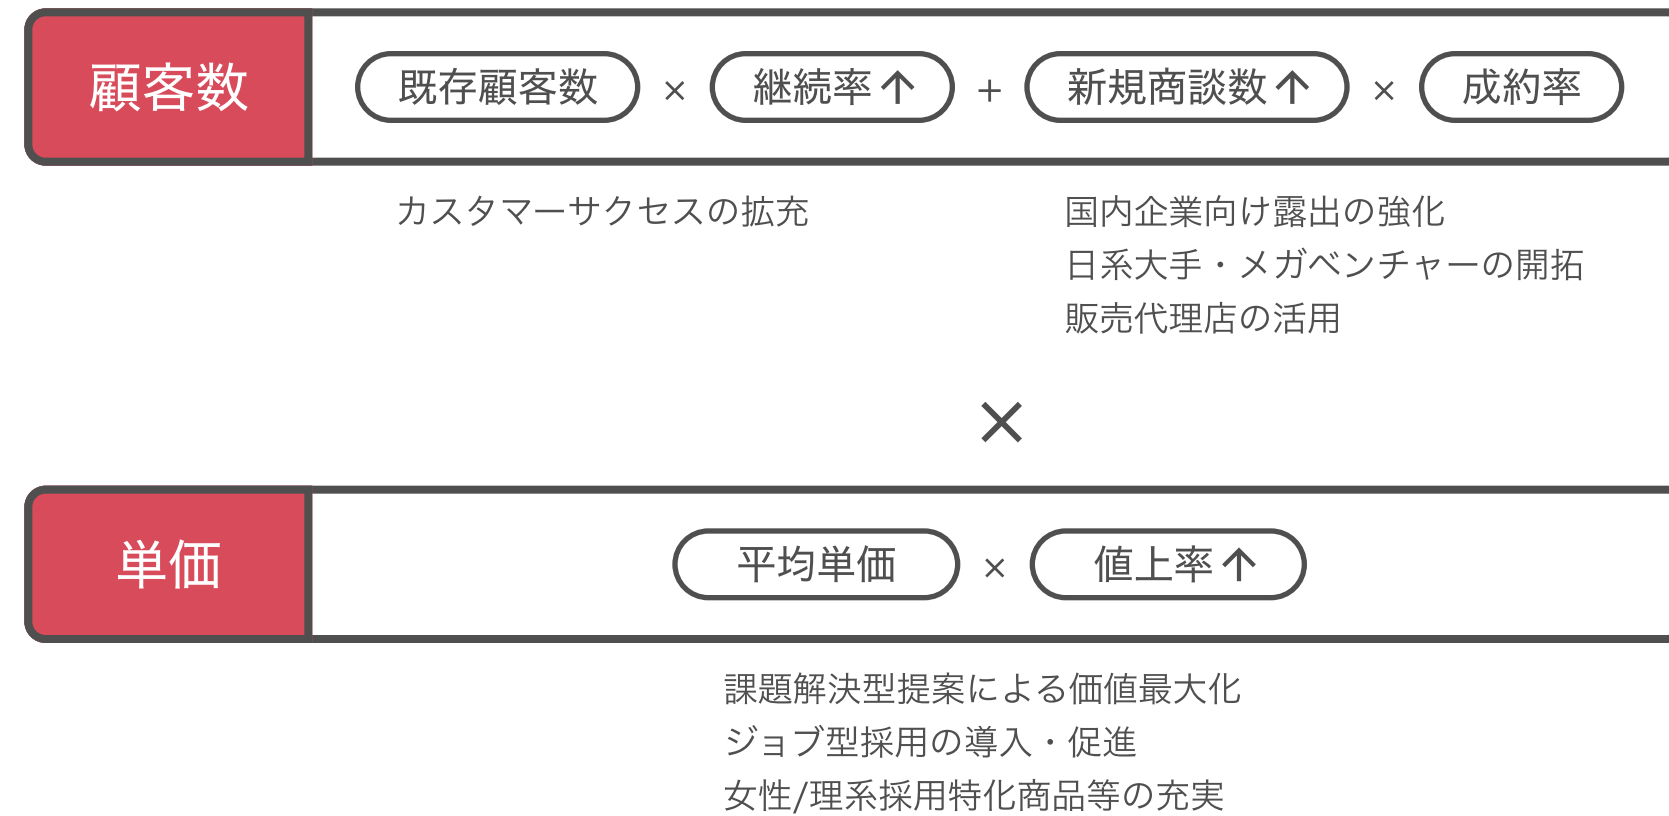 顧客数 既存顧客数 × 継続率↑ + 新規商談数↑ × 成約率
カスタマーサクセスの拡充
国内企業向け露出の強化
日系大手・メガベンチャーの開拓
販売代理店の活用
×
単価 平均単価 × 値上率↑
課題解決型提案による価値最大化
ジョブ型採用の導入・促進
女性/理系採用特化商品等の充実